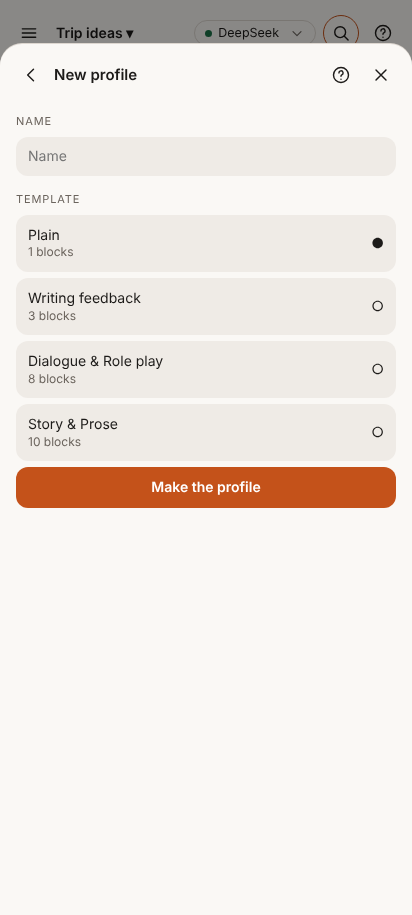 Trip ideas ▾
DeepSeek
New profile
NAME
Name
TEMPLATE
Plain
1 blocks
Writing feedback
3 blocks
Dialogue & Role play
8 blocks
Story & Prose
10 blocks
Make the profile